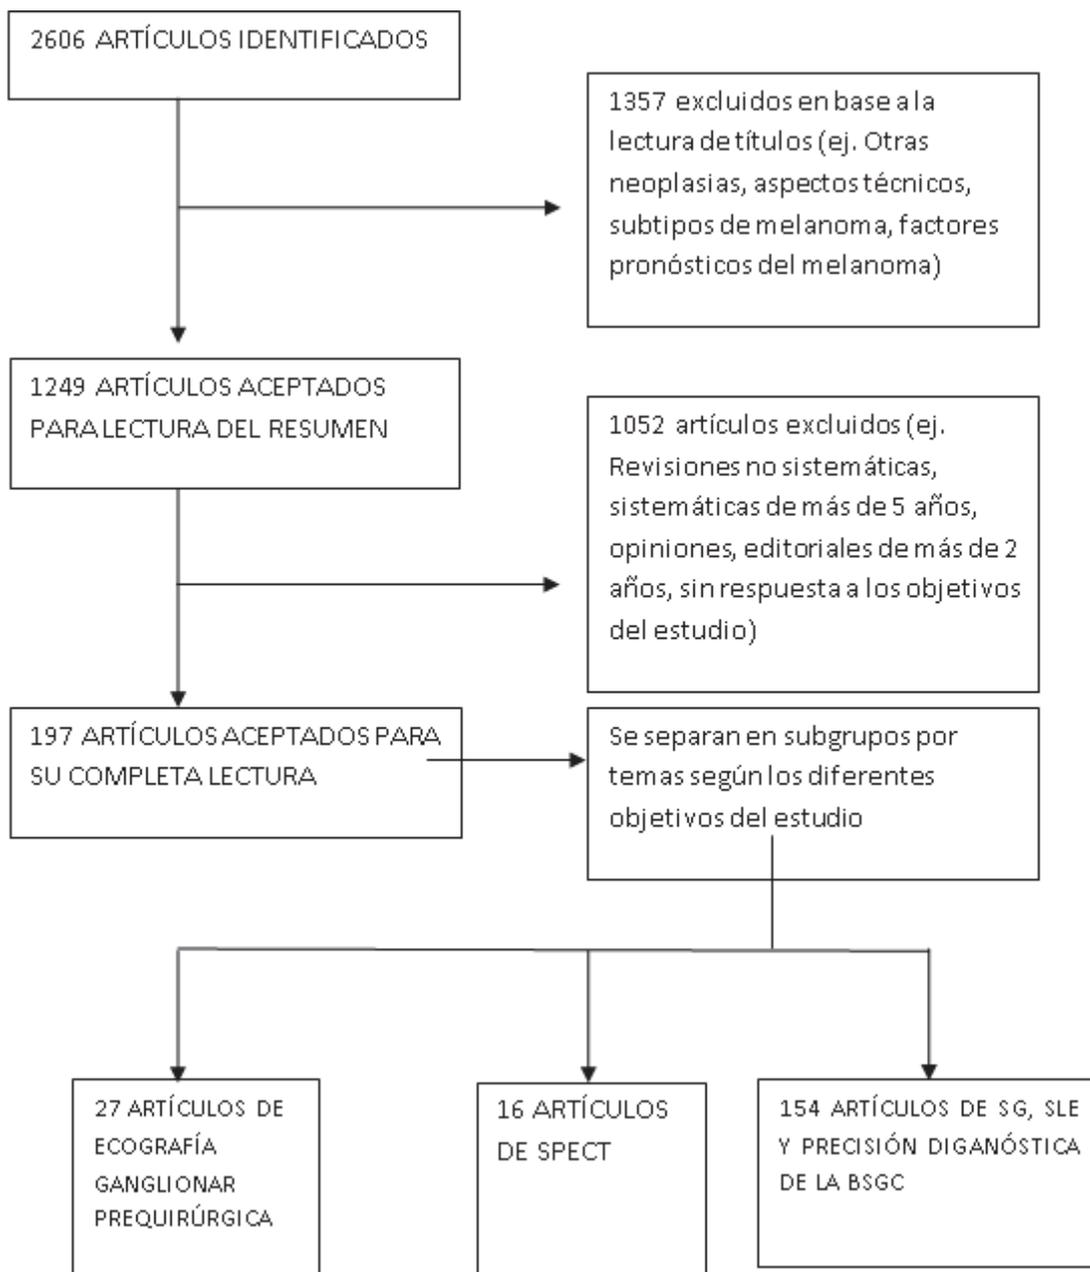 2606 ARTÍCULOS IDENTIFICADOS
1357 excluidos en base a la
lectura de títulos (ej. Otras
neoplasias, aspectos técnicos,
subtipos de melanoma, factores
pronósticos del melanoma)
1249 ARTÍCULOS ACEPTADOS
PARA LECTURA DEL RESUMEN
1052 artículos excluidos (ej.
Revisiones no sistemáticas,
sistemáticas de más de 5 años,
opiniones, editoriales de más de 2
años, sin respuesta a los objetivos
del estudio)
197 ARTÍCULOS ACEPTADOS PARA
SU COMPLETA LECTURA
Se separan en subgrupos por
temas según los diferentes
objetivos del estudio
27 ARTÍCULOS DE
ECOGRAFÍA
GANGLIONAR
PREQUIRÚRGICA
16 ARTÍCULOS
DE SPECT
154 ARTÍCULOS DE SG, SLE
Y PRECISIÓN DIGANÓSTICA
DE LA BSGC